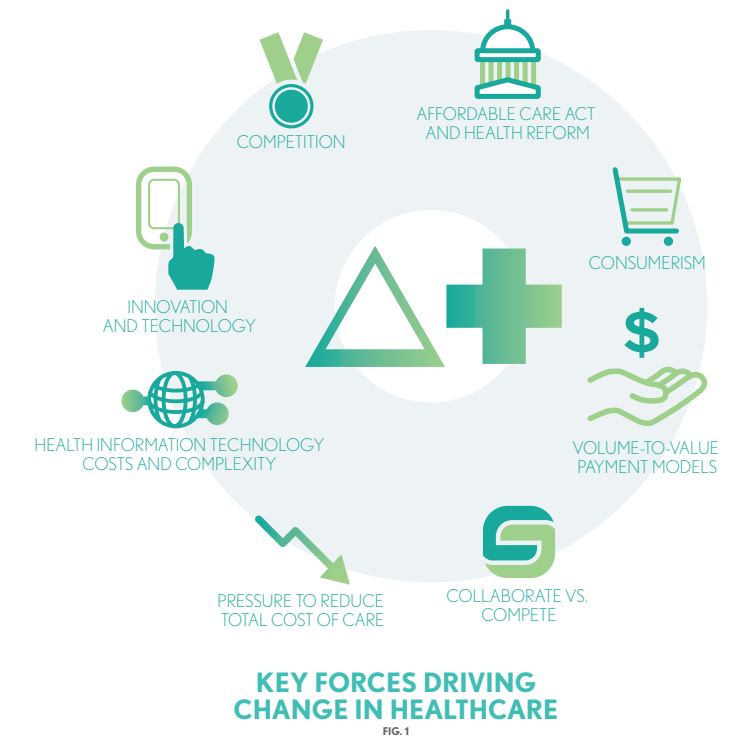 COMPETITION
AFFORDABLE CARE ACT
AND HEALTH REFORM
CONSUMERISM
$
VOLUME-TO-VALUE
PAYMENT MODELS
COLLABORATE VS.
COMPETE
PRESSURE TO REDUCE
TOTAL COST OF CARE
HEALTH INFORMATION TECHNOLOGY
COSTS AND COMPLEXITY
INNOVATION
AND TECHNOLOGY
KEY FORCES DRIVING
CHANGE IN HEALTHCARE
FIG. 1